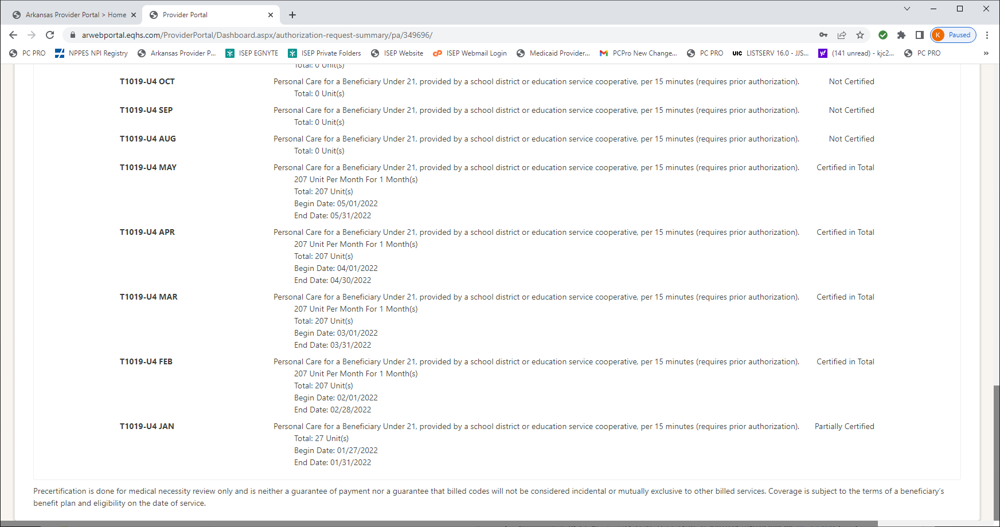 Arkansas Provider Portal > Home
Provider Portal
arwebportal.eqhs.com/ProviderPortal/Dashboard.aspx/authorization-request-summary/pa/349696/
K Paused
PC PRO NPPES NPI Registry Arkansas Provider P... ISEP EGNYTE ISEP Private Folders ISEP Website cP ISEP Webmail Login Medicaid Provider... PCPro New Change... PC PRO UIC LISTSERV 16.0 - JJS... y! (141 unread) - kjc2... PC PRO »
Total: 0 Unit(s)
T1019-U4 OCT Personal Care for a Beneficiary Under 21, provided by a school district or education service cooperative, per 15 minutes (requires prior authorization). Not Certified
Total: 0 Unit(s)
T1019-U4 SEP Personal Care for a Beneficiary Under 21, provided by a school district or education service cooperative, per 15 minutes (requires prior authorization). Not Certified
Total: 0 Unit(s)
T1019-U4 AUG Personal Care for a Beneficiary Under 21, provided by a school district or education service cooperative, per 15 minutes (requires prior authorization). Not Certified
Total: 0 Unit(s)
T1019-U4 MAY Personal Care for a Beneficiary Under 21, provided by a school district or education service cooperative, per 15 minutes (requires prior authorization). Certified in Total
207 Unit Per Month For 1 Month(s)
Total: 207 Unit(s)
Begin Date: 05/01/2022
End Date: 05/31/2022
T1019-U4 APR Personal Care for a Beneficiary Under 21, provided by a school district or education service cooperative, per 15 minutes (requires prior authorization). Certified in Total
207 Unit Per Month For 1 Month(s)
Total: 207 Unit(s)
Begin Date: 04/01/2022
End Date: 04/30/2022
T1019-U4 MAR Personal Care for a Beneficiary Under 21, provided by a school district or education service cooperative, per 15 minutes (requires prior authorization). Certified in Total
207 Unit Per Month For 1 Month(s)
Total: 207 Unit(s)
Begin Date: 03/01/2022
End Date: 03/31/2022
T1019-U4 FEB Personal Care for a Beneficiary Under 21, provided by a school district or education service cooperative, per 15 minutes (requires prior authorization). Certified in Total
207 Unit Per Month For 1 Month(s)
Total: 207 Unit(s)
Begin Date: 02/01/2022
End Date: 02/28/2022
T1019-U4 JAN Personal Care for a Beneficiary Under 21, provided by a school district or education service cooperative, per 15 minutes (requires prior authorization). Partially Certified
Total: 27 Unit(s)
Begin Date: 01/27/2022
End Date: 01/31/2022
Precertification is done for medical necessity review only and is neither a guarantee of payment nor a guarantee that billed codes will not be considered incidental or mutually exclusive to other billed services. Coverage is subject to the terms of a beneficiary's
benefit plan and eligibility on the date of service.